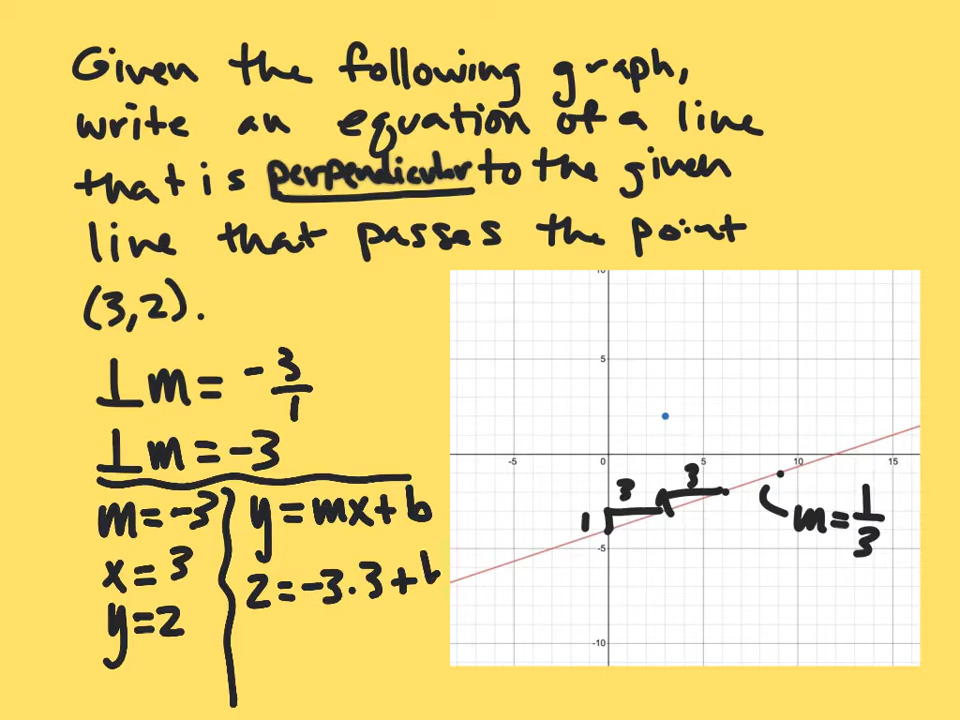 Given the following graph,
write an equation of a line
that is perpendicular to the given
line that passes the point
(3,2).
⊥m = -3/1
⊥m = -3
m = -3
x = 3
y = 2
y = mx + b
2 = -3·3 + b
10
5
-5
0
5
10
15
-5
-10
1
3
3
m = 1/3